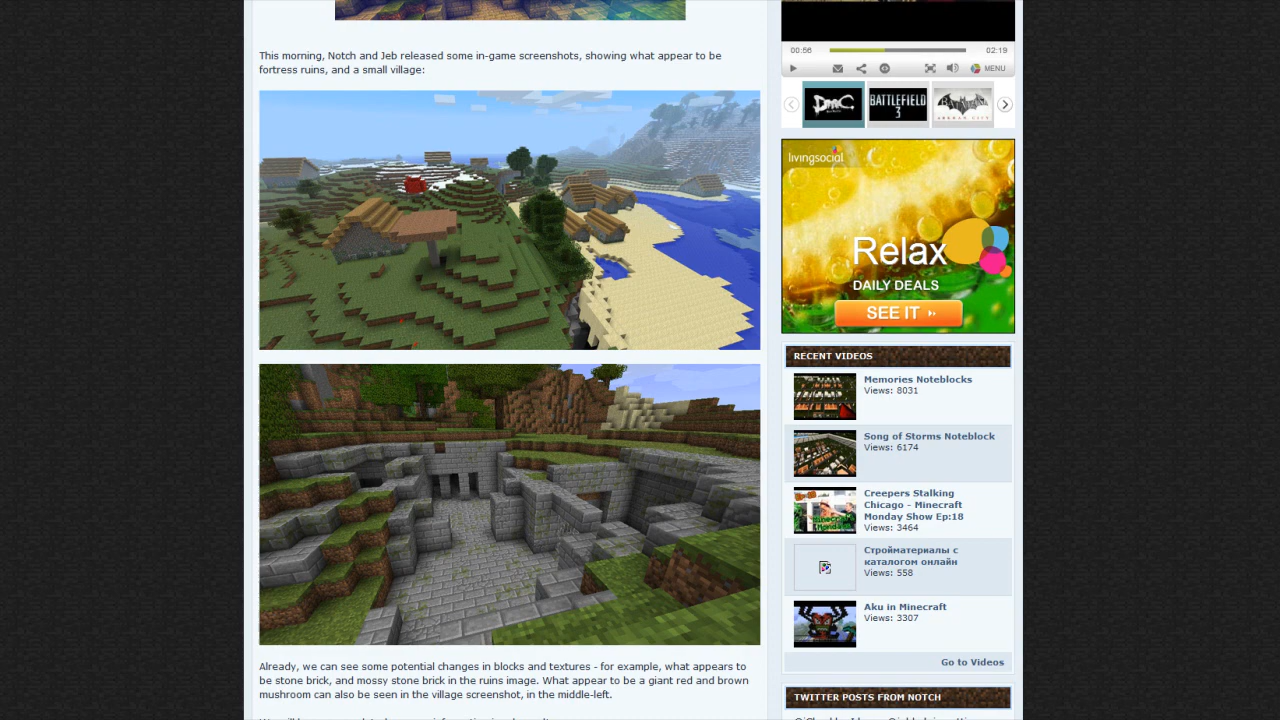 This morning, Notch and Jeb released some in-game screenshots, showing what appear to be
fortress ruins, and a small village:
Already, we can see some potential changes in blocks and textures - for example, what appears to
be stone brick, and mossy stone brick in the ruins image. What appear to be a giant red and brown
mushroom can also be seen in the village screenshot, in the middle-left.
00:56
02:19
MENU
DmC
BATTLEFIELD
3
ARKHAM CITY
livingsocial
Relax
DAILY DEALS
SEE IT
RECENT VIDEOS
Memories Noteblocks
Views: 8031
Song of Storms Noteblock
Views: 6174
Creepers Stalking
Chicago - Minecraft
Monday Show Ep:18
Views: 3464
Стройматериалы с
каталогом онлайн
Views: 558
Aku in Minecraft
Views: 3307
Go to Videos
TWITTER POSTS FROM NOTCH